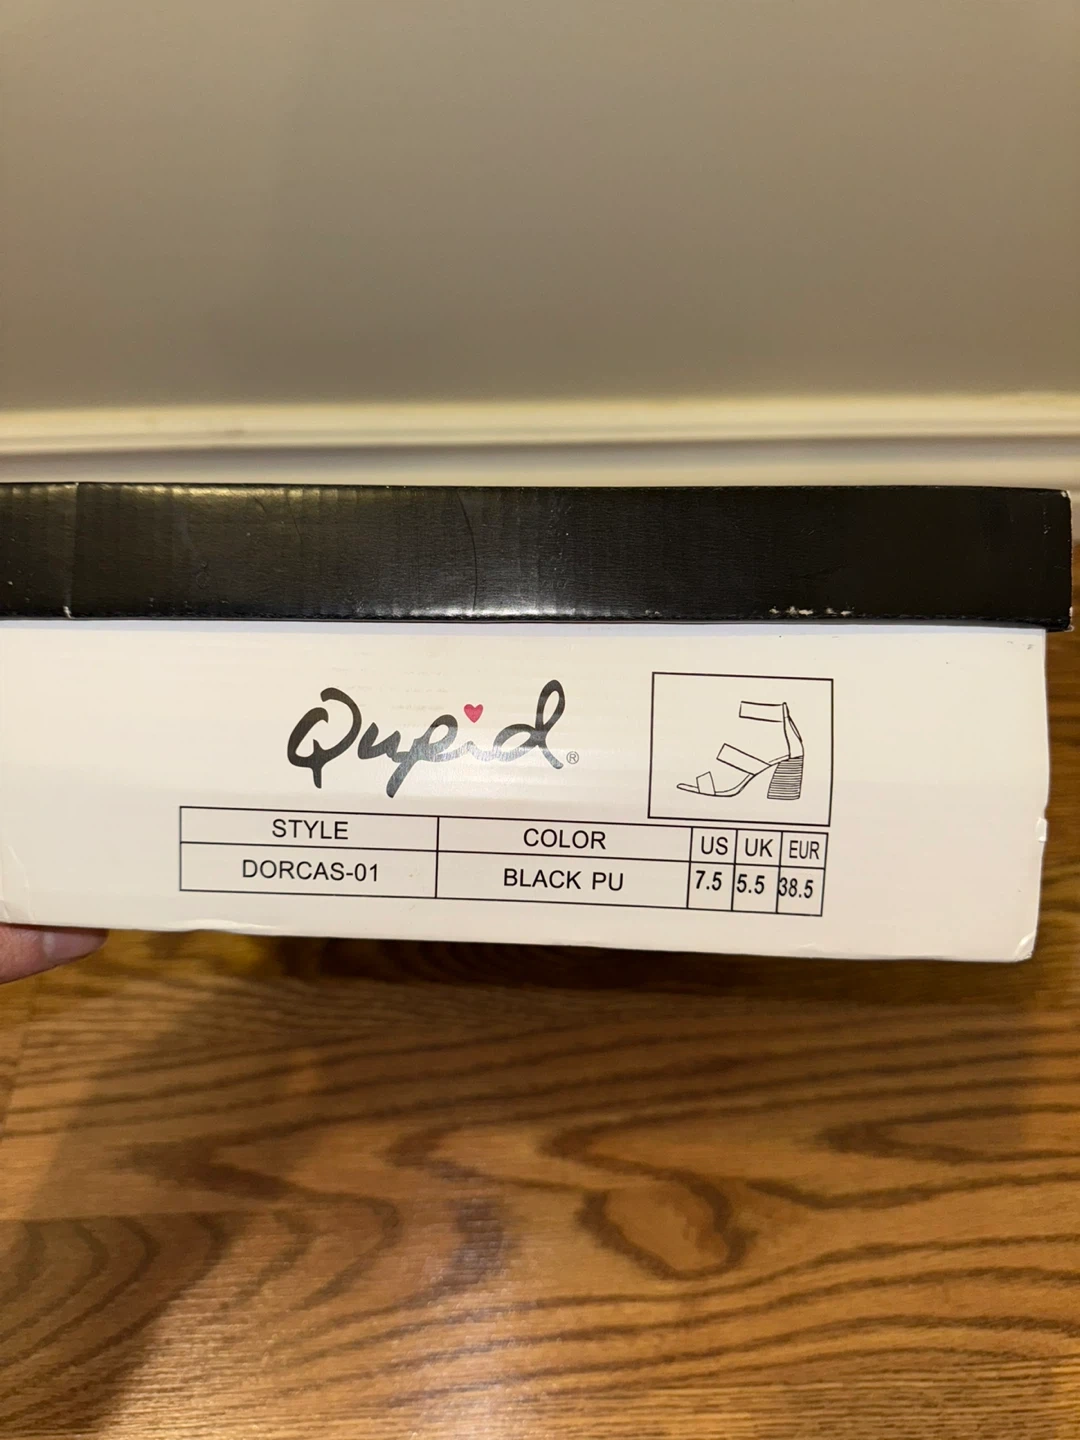 Qupid®
STYLE COLOR US UK EUR
DORCAS-01 BLACK PU 7.5 5.5 38.5